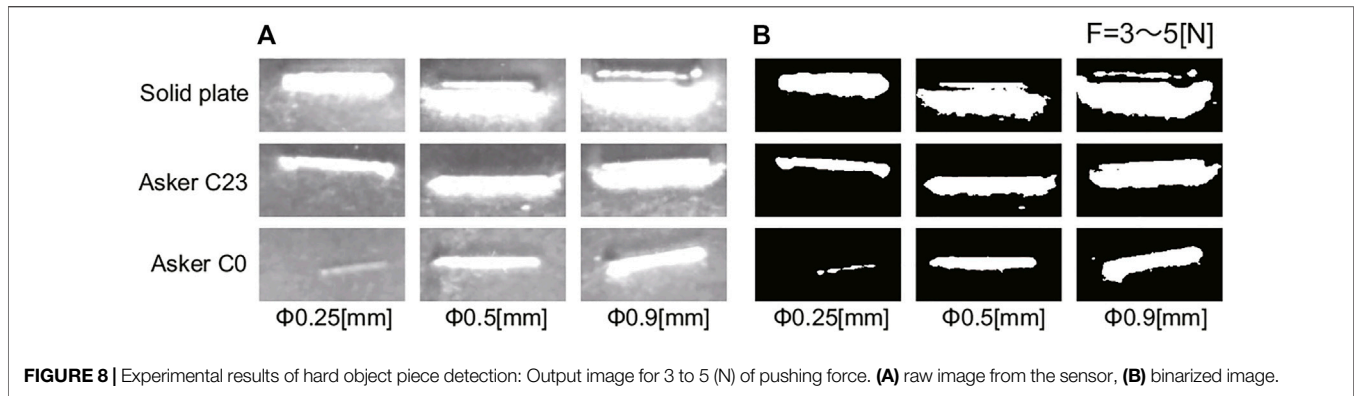 A
B
F=3～5[N]
Solid plate
Asker C23
Asker C0
Φ0.25[mm] Φ0.5[mm] Φ0.9[mm] Φ0.25[mm] Φ0.5[mm] Φ0.9[mm]
FIGURE 8 | Experimental results of hard object piece detection: Output image for 3 to 5 (N) of pushing force. (A) raw image from the sensor, (B) binarized image.